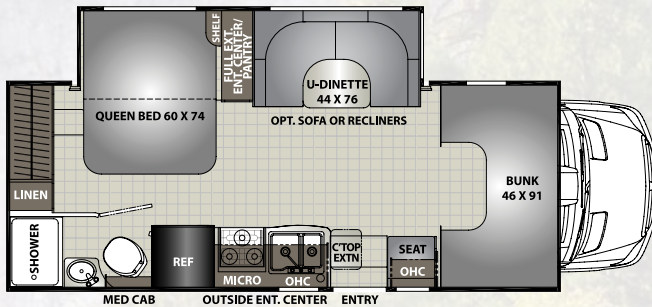 SHELF
FULL EXT.
ENT. CENTER/
PANTRY
U-DINETTE
44 X 76
QUEEN BED 60 X 74
OPT. SOFA OR RECLINERS
BUNK
46 X 91
LINEN
SHOWER
REF
MICRO
OHC
C'TOP
EXTN
SEAT
OHC
MED CAB
OUTSIDE ENT. CENTER
ENTRY